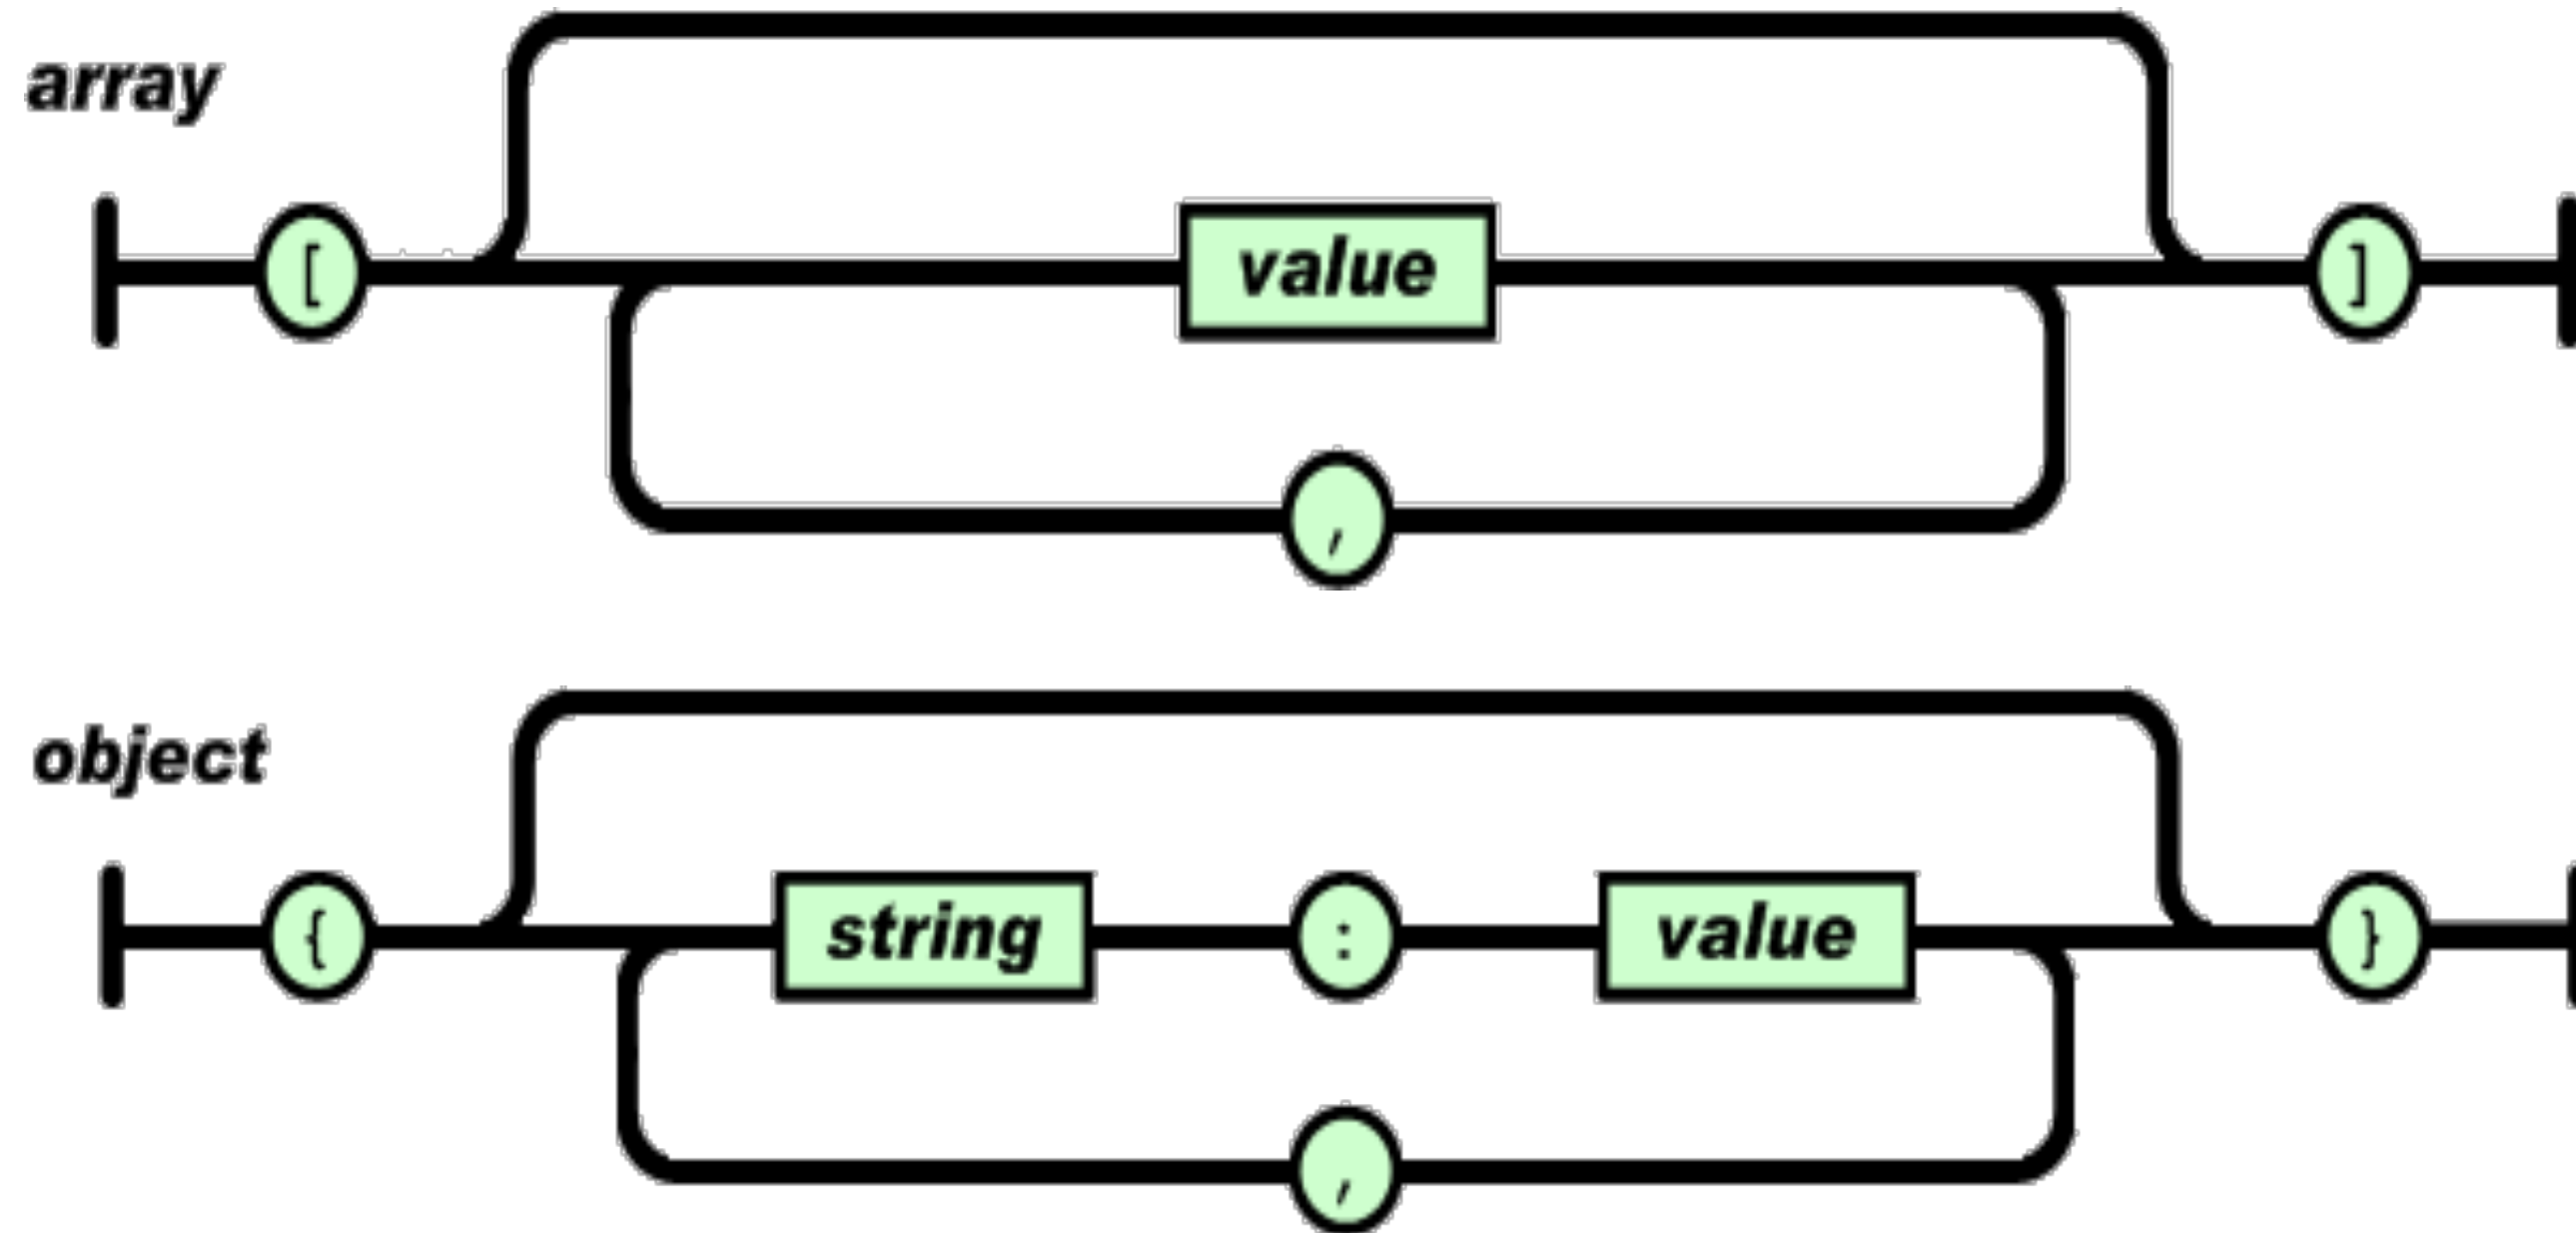 array
[ value ]
,
object
{ string : value }
,